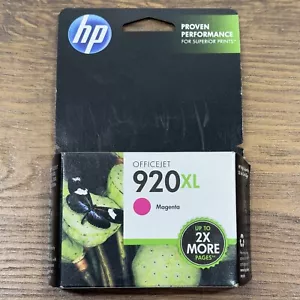 hp
PROVEN
PERFORMANCE
FOR SUPERIOR PRINTS
OFFICEJET
920XL
Magenta
UP TO
2X
MORE
PAGES